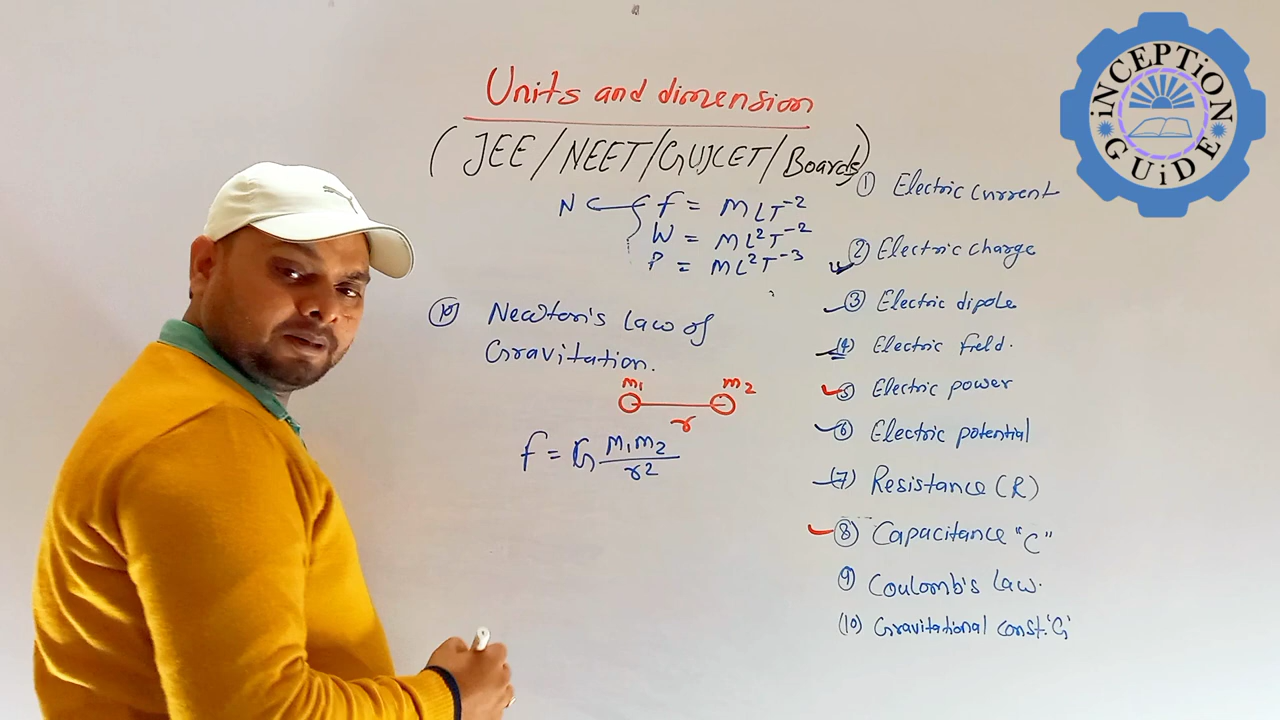 Units and dimension
(JEE/NEET/GUJCET/Boards)
N f = MLT⁻²
W = ML²T⁻²
P = ML²T⁻³
(10) Newton's Law of
Gravitation.
m₁ m₂
r
f = G m₁m₂/r²
(1) Electric Current
(2) Electric charge
(3) Electric dipole
(4) Electric field.
(5) Electric power
(6) Electric potential
(7) Resistance (R)
(8) Capacitance "C"
(9) Coulomb's Law.
(10) Gravitational const. 'G'
iNCEPTiON
GUiDE